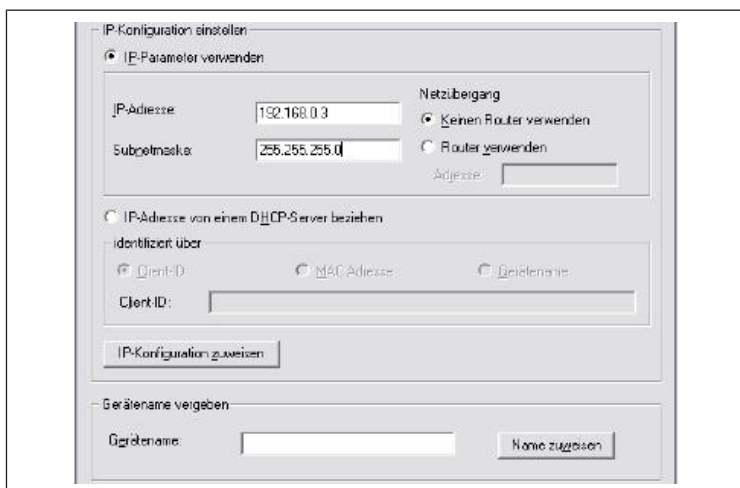 IP-Konfiguration einstellen
IP-Parameter verwenden
IP-Adresse:
192.168.0.3
Subnetmaske:
255.255.255.0
Netzübergang
Keinen Router verwenden
Router verwenden
Adresse:
IP-Adresse von einem DHCP-Server beziehen
identifiziert über
Client-ID
MAC Adresse
Gerätename
Client-ID:
IP-Konfiguration zuweisen
Gerätename vergeben
Gerätename:
Name zuweisen